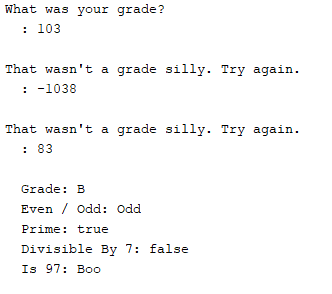 What was your grade?
: 103
That wasn't a grade silly. Try again.
: -1038
That wasn't a grade silly. Try again.
: 83
Grade: B
Even / Odd: Odd
Prime: true
Divisible By 7: false
Is 97: Boo